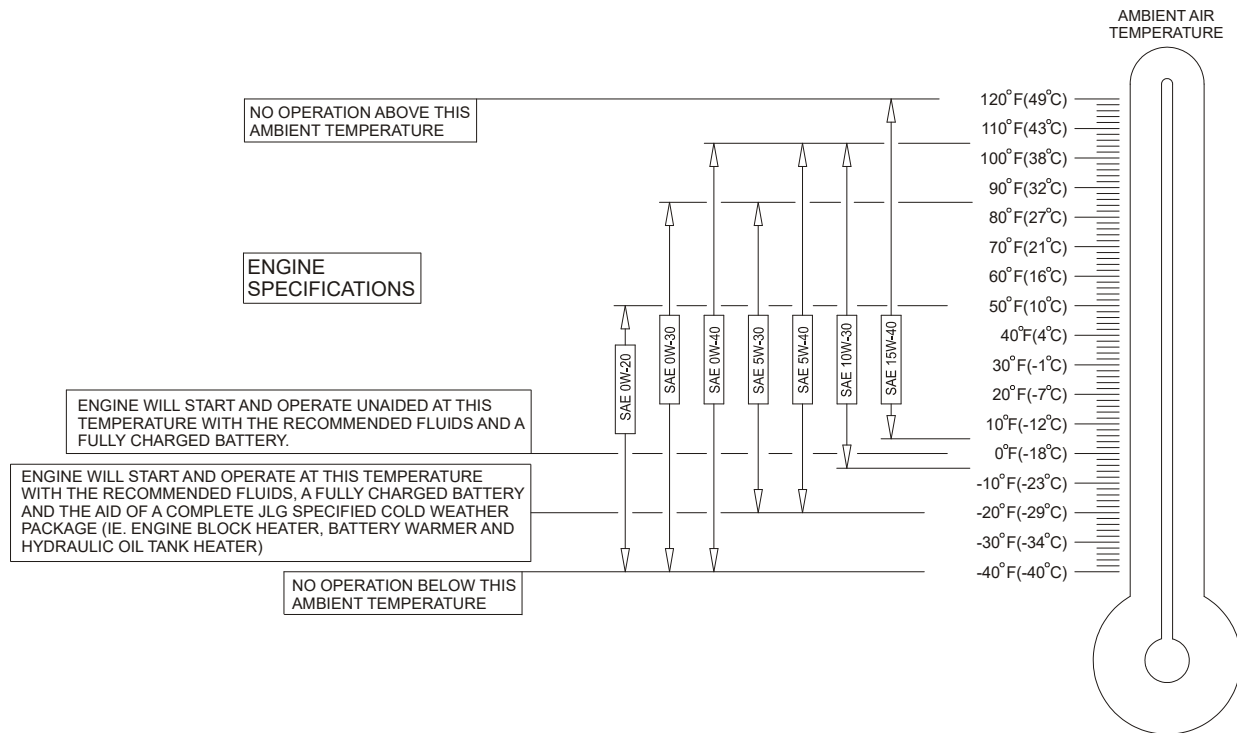 AMBIENT AIR
TEMPERATURE
NO OPERATION ABOVE THIS
AMBIENT TEMPERATURE
120°F(49°C)
110°F(43°C)
100°F(38°C)
90°F(32°C)
80°F(27°C)
70°F(21°C)
60°F(16°C)
50°F(10°C)
40°F(4°C)
30°F(-1°C)
20°F(-7°C)
10°F(-12°C)
0°F(-18°C)
-10°F(-23°C)
-20°F(-29°C)
-30°F(-34°C)
-40°F(-40°C)
ENGINE
SPECIFICATIONS
SAE 0W-20
SAE 0W-30
SAE 0W-40
SAE 5W-30
SAE 5W-40
SAE 10W-30
SAE 15W-40
ENGINE WILL START AND OPERATE UNAIDED AT THIS
TEMPERATURE WITH THE RECOMMENDED FLUIDS AND A
FULLY CHARGED BATTERY.
ENGINE WILL START AND OPERATE AT THIS TEMPERATURE
WITH THE RECOMMENDED FLUIDS, A FULLY CHARGED BATTERY
AND THE AID OF A COMPLETE JLG SPECIFIED COLD WEATHER
PACKAGE (IE. ENGINE BLOCK HEATER, BATTERY WARMER AND
HYDRAULIC OIL TANK HEATER)
NO OPERATION BELOW THIS
AMBIENT TEMPERATURE